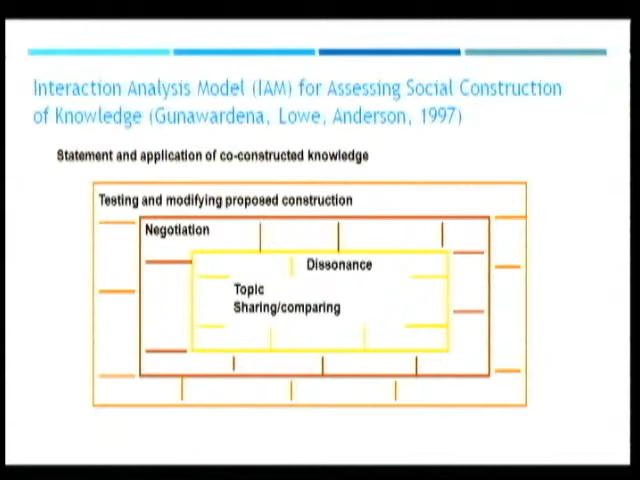 Interaction Analysis Model (IAM) for Assessing Social Construction
of Knowledge (Gunawardena, Lowe, Anderson, 1997)
Statement and application of co-constructed knowledge
Testing and modifying proposed construction
Negotiation
Dissonance
Topic
Sharing/comparing